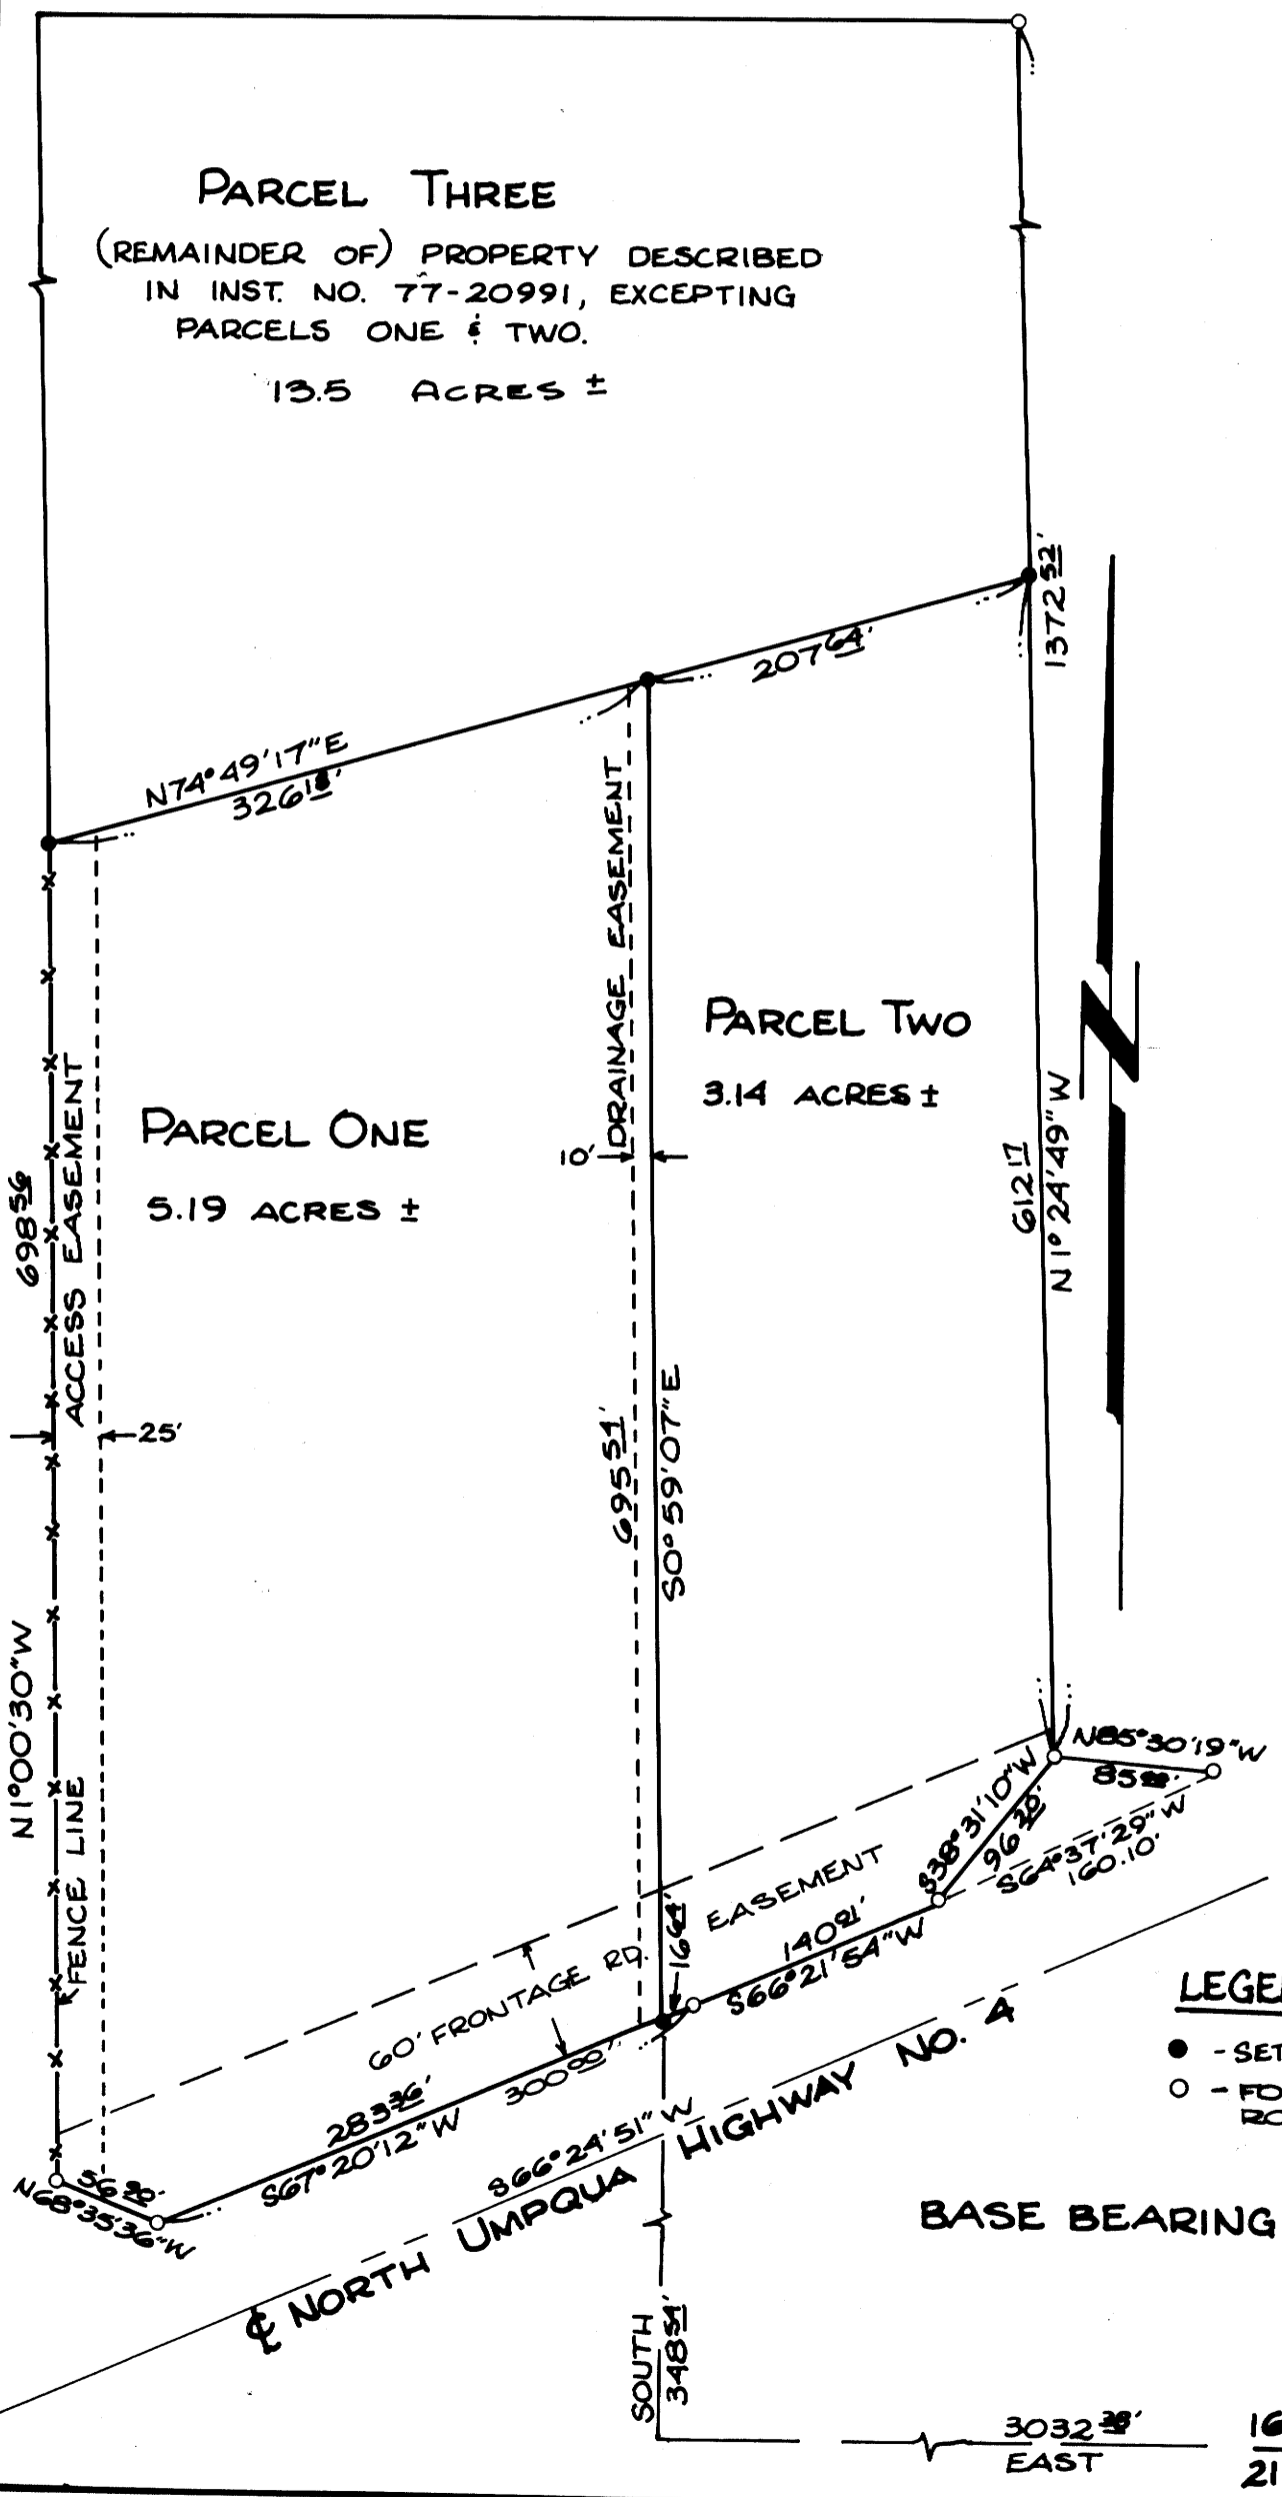 PARCEL THREE
(REMAINDER OF) PROPERTY DESCRIBED
IN INST. NO. 77-20991, EXCEPTING
PARCELS ONE & TWO.
13.5 ACRES ±
1372 52'
207 64'
N74°49'17"E
326 18'
DRAINAGE EASEMENT
10'
PARCEL TWO
3.14 ACRES ±
N
PARCEL ONE
5.19 ACRES ±
698 56
ACCESS EASEMENT
25'
612 17
N1°24'49"W
695 51'
S0°59'07"E
N1°00'30"W
FENCE LINE
N85°30'19"W
85
S38°31'10"W
96 20'
S64°37'29"W
160.10'
60' FRONTAGE RD. EASEMENT
16 64'
140 21'
S66°21'54"W
283 36'
S67°20'12"W
300 00'
56 20'
N68°35'36"W
S66°24'51"W
℄ NORTH UMPQUA HIGHWAY NO. A
LEGE
● - SET
○ - FO
RO
BASE BEARING
SOUTH
348 54'
3032
EAST
16
21